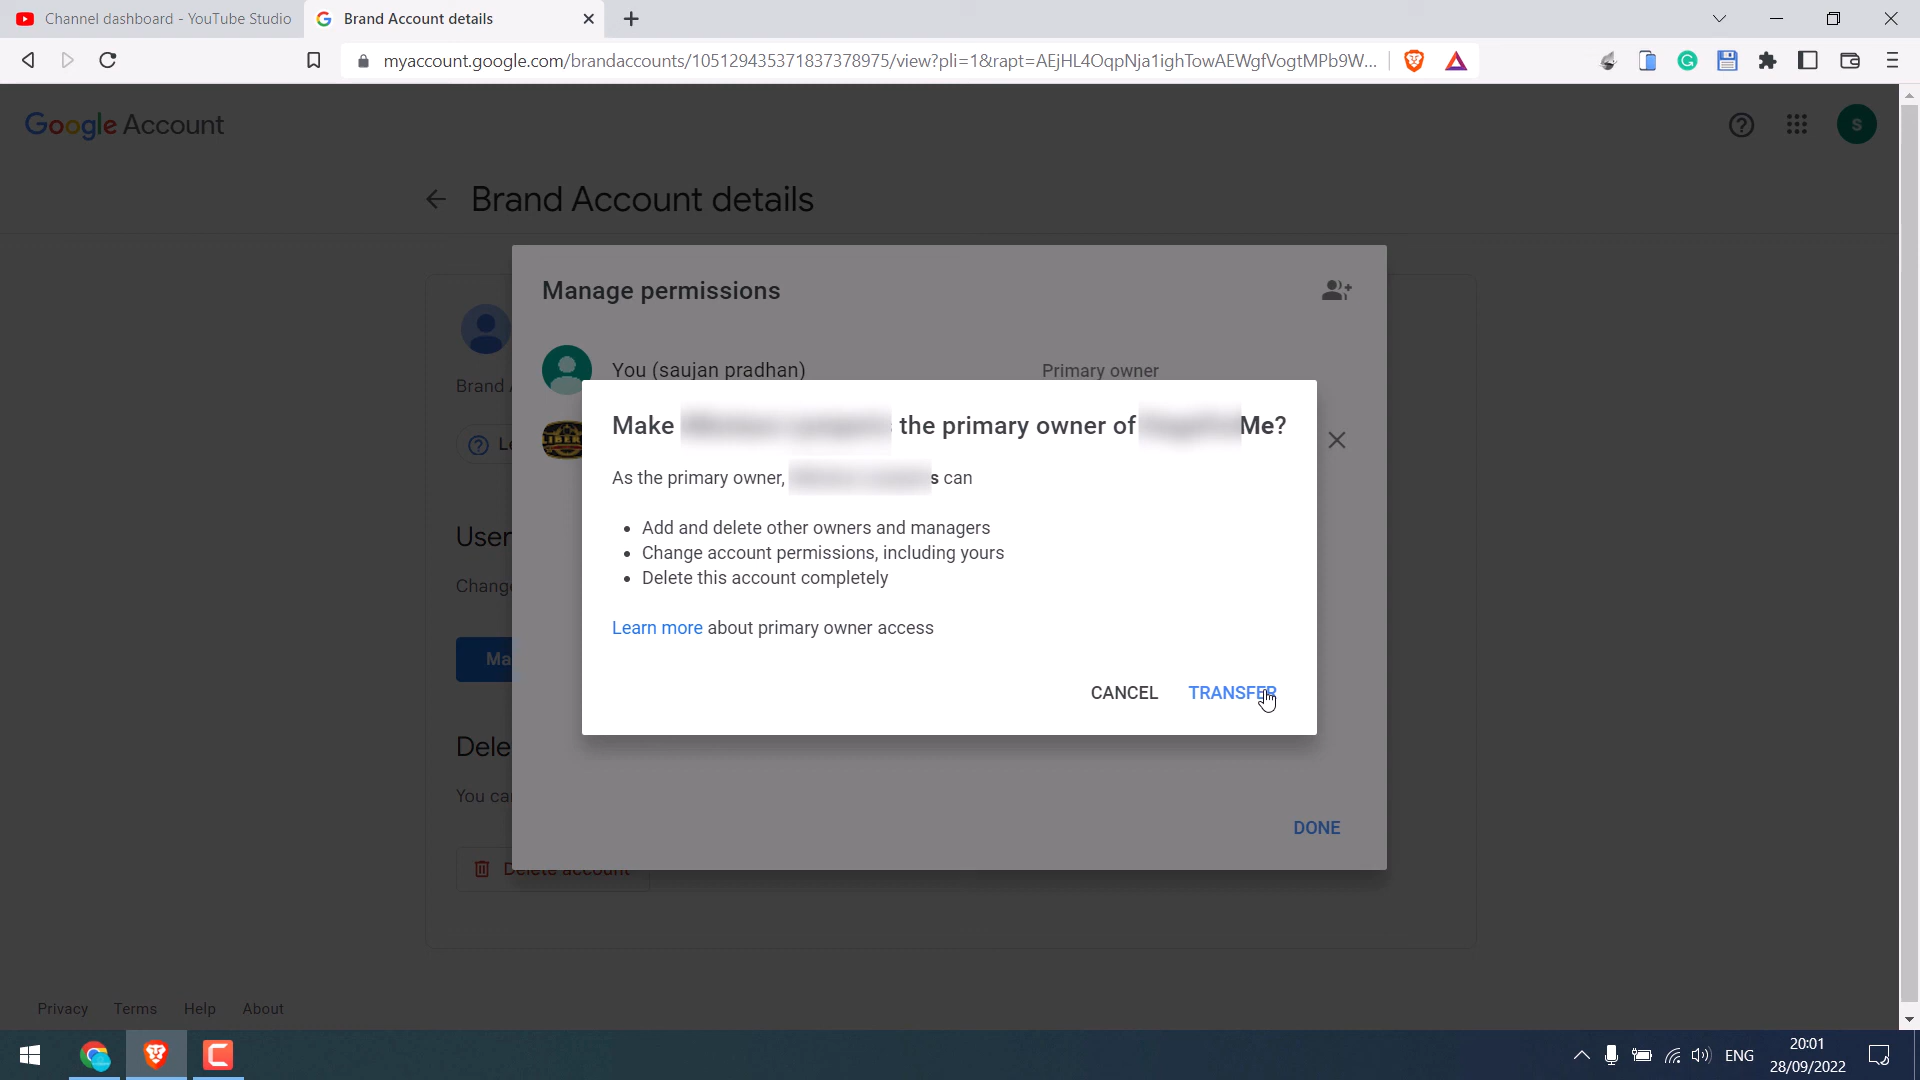 Channel dashboard - YouTube Studio
Brand Account details
myaccount.google.com/brandaccounts/105129435371837378975/view?pli=1&rapt=AEjHL4OqpNja1ighTowAEWgfVogtMPb9W...
Google Account
S
Brand Account details
Manage permissions
You (saujan pradhan) Primary owner
Brand
LIBER
Make the primary owner of Me?
As the primary owner, s can
• Add and delete other owners and managers
• Change account permissions, including yours
• Delete this account completely
Learn more about primary owner access
CANCEL TRANSFER
User
Chang
Ma
Dele
You ca
DONE
Delete account
Privacy Terms Help About
ENG
20:01
28/09/2022